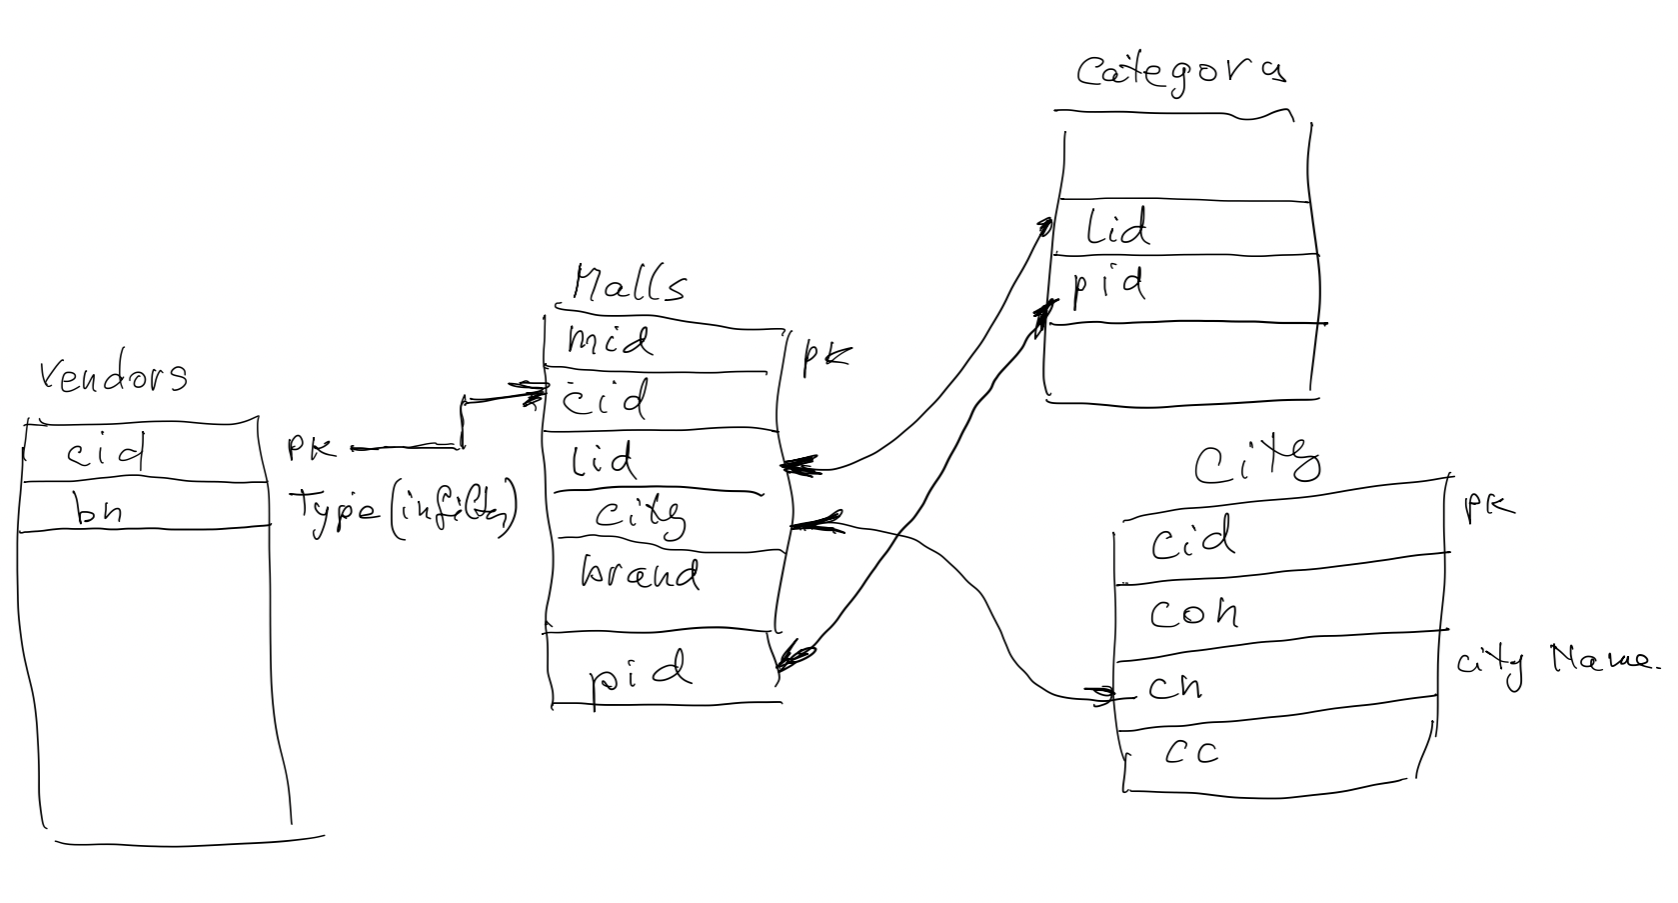 Categora
Lid
pid
Malls
mid
PK
cid
lid
city
brand
pid
Vendors
cid
PK
bn
Type
City
PK
cid
con
cn
city Name.
cc